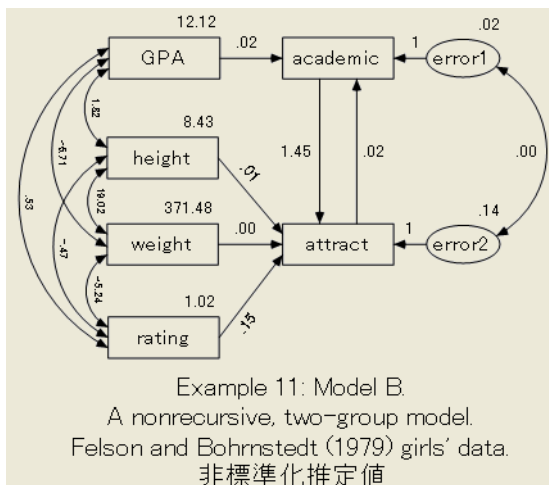 12.12
.02
GPA
.02
academic
1
error1
1.82
8.43
-6.71
height
-.01
1.45
.02
.00
.53
19.02
371.48
.14
-.47
weight
.00
attract
1
error2
-5.24
1.02
.15
rating
Example 11: Model B.
A nonrecursive, two-group model.
Felson and Bohrnstedt (1979) girls' data.
非標準化推定値